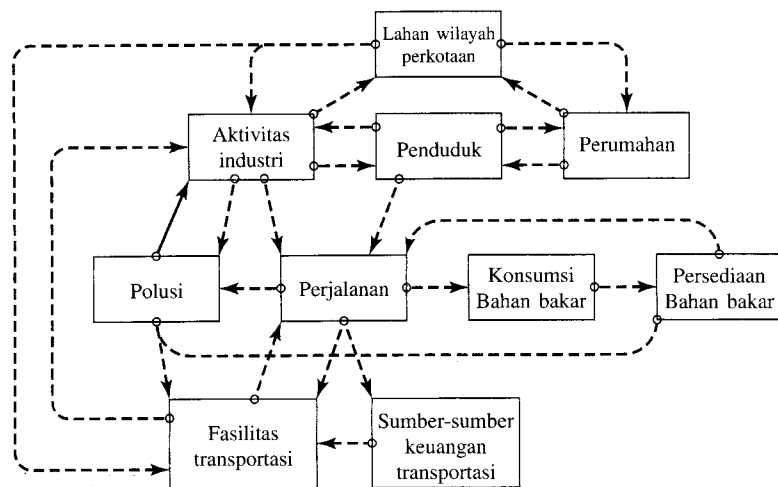 Lahan wilayah
perkotaan
Aktivitas
industri
Penduduk
Perumahan
Polusi
Perjalanan
Konsumsi
Bahan bakar
Persediaan
Bahan bakar
Fasilitas
transportasi
Sumber-sumber
keuangan
transportasi